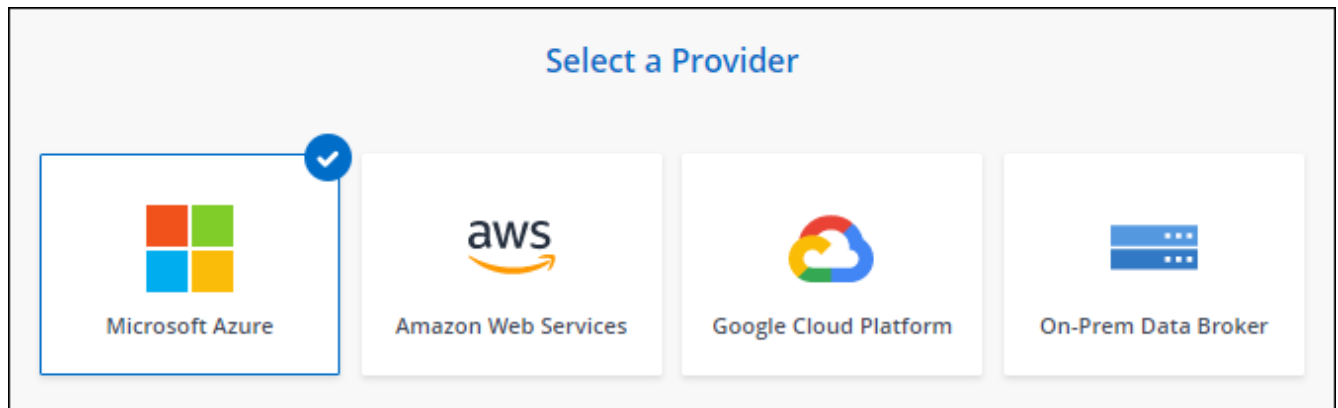 Select a Provider
aws
Microsoft Azure
Amazon Web Services
Google Cloud Platform
On-Prem Data Broker